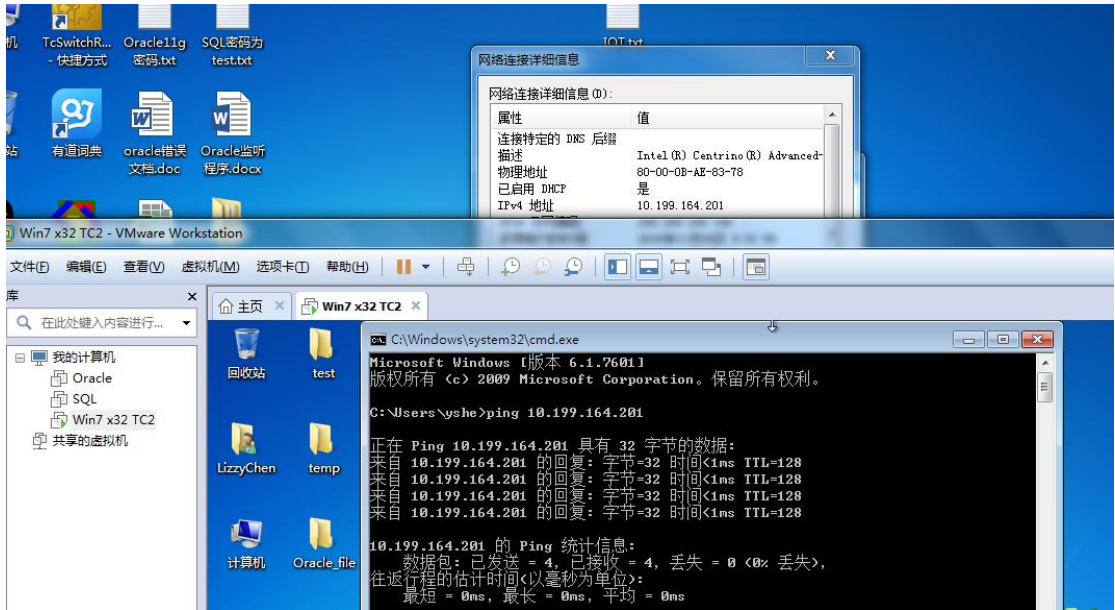 机
TcSwitchR...
- 快捷方式
Oracle11g
密码.txt
SQL密码为
test.txt
IOT.txt
站
有道词典
oracle错误
文档.doc
Oracle监听
程序.docx
网络连接详细信息
网络连接详细信息(D):
属性 值
连接特定的 DNS 后缀
描述 Intel(R) Centrino(R) Advanced-
物理地址 80-00-0B-AE-83-78
已启用 DHCP 是
IPv4 地址 10.199.164.201
Win7 x32 TC2 - VMware Workstation
文件(F) 编辑(E) 查看(V) 虚拟机(M) 选项卡(T) 帮助(H)
库
在此处键入内容进行...
我的计算机
Oracle
SQL
Win7 x32 TC2
共享的虚拟机
主页
Win7 x32 TC2
回收站
test
LizzyChen
temp
计算机
Oracle_file
C:\Windows\system32\cmd.exe
Microsoft Windows [版本 6.1.7601]
版权所有 (c) 2009 Microsoft Corporation。保留所有权利。
C:\Users\yshe>ping 10.199.164.201
正在 Ping 10.199.164.201 具有 32 字节的数据:
来自 10.199.164.201 的回复: 字节=32 时间<1ms TTL=128
来自 10.199.164.201 的回复: 字节=32 时间<1ms TTL=128
来自 10.199.164.201 的回复: 字节=32 时间<1ms TTL=128
来自 10.199.164.201 的回复: 字节=32 时间<1ms TTL=128
10.199.164.201 的 Ping 统计信息:
数据包: 已发送 = 4, 已接收 = 4, 丢失 = 0 (0% 丢失),
往返行程的估计时间(以毫秒为单位):
最短 = 0ms, 最长 = 0ms, 平均 = 0ms